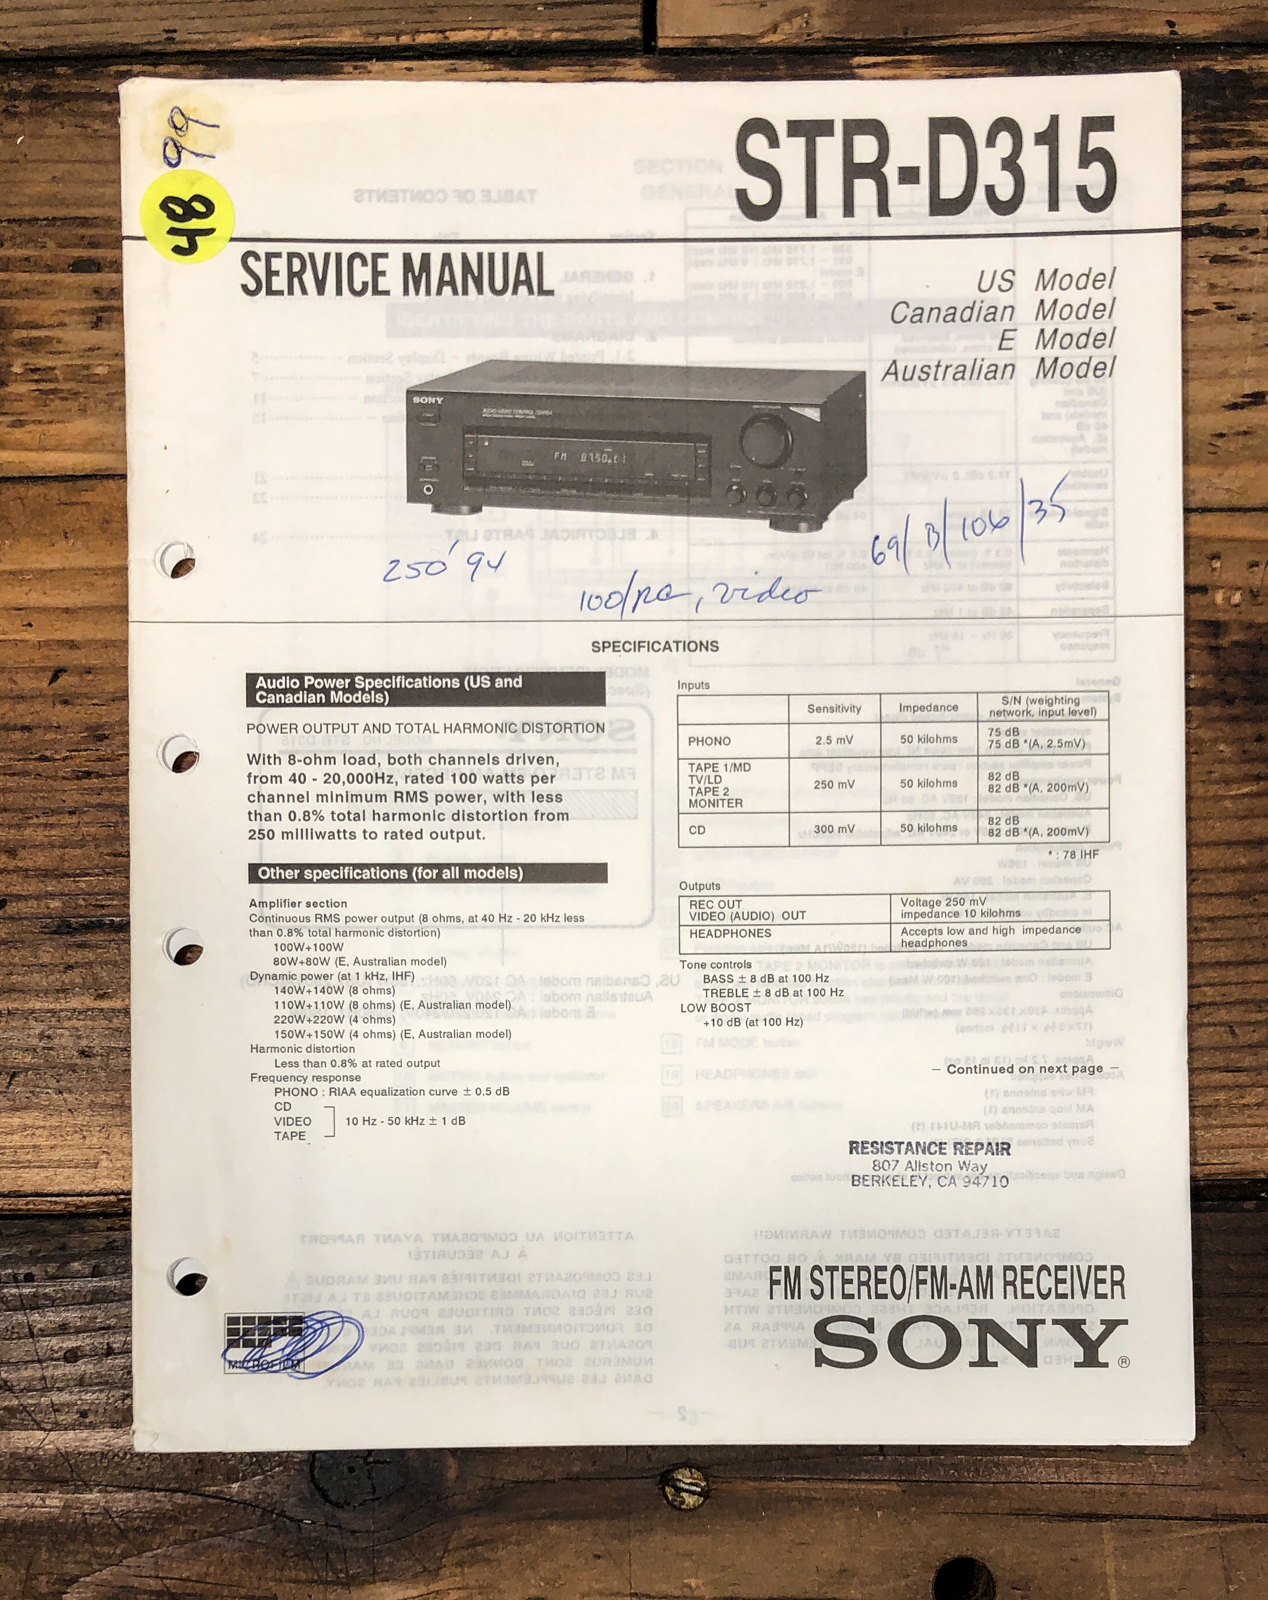 99
48
STR-D315
SERVICE MANUAL
US Model
Canadian Model
E Model
Australian Model
SONY
FM
250 '94
69/B/106/35
100/RC, video
SPECIFICATIONS
Audio Power Specifications (US and
Canadian Models)
POWER OUTPUT AND TOTAL HARMONIC DISTORTION
With 8-ohm load, both channels driven,
from 40 - 20,000Hz, rated 100 watts per
channel minimum RMS power, with less
than 0.8% total harmonic distortion from
250 milliwatts to rated output.
Other specifications (for all models)
Amplifier section
Continuous RMS power output (8 ohms, at 40 Hz - 20 kHz less
than 0.8% total harmonic distortion)
100W+100W
80W+80W (E, Australian model)
Dynamic power (at 1 kHz, IHF)
140W+140W (8 ohms)
110W+110W (8 ohms) (E, Australian model)
220W+220W (4 ohms)
150W+150W (4 ohms) (E, Australian model)
Harmonic distortion
Less than 0.8% at rated output
Frequency response
PHONO : RIAA equalization curve ± 0.5 dB
CD
VIDEO 10 Hz - 50 kHz ± 1 dB
TAPE
Inputs
Sensitivity Impedance S/N (weighting
network, input level)
PHONO 2.5 mV 50 kilohms 75 dB
75 dB *(A, 2.5mV)
TAPE 1/MD
TV/LD
TAPE 2
MONITER 250 mV 50 kilohms 82 dB
82 dB *(A, 200mV)
CD 300 mV 50 kilohms 82 dB
82 dB *(A, 200mV)
* : 78 IHF
Outputs
REC OUT
VIDEO (AUDIO) OUT Voltage 250 mV
impedance 10 kilohms
HEADPHONES Accepts low and high impedance
headphones
Tone controls
BASS ± 8 dB at 100 Hz
TREBLE ± 8 dB at 100 Hz
LOW BOOST
+10 dB (at 100 Hz)
– Continued on next page –
RESISTANCE REPAIR
807 Allston Way
BERKELEY, CA 94710
FM STEREO/FM-AM RECEIVER
SONY®
MICROFILM